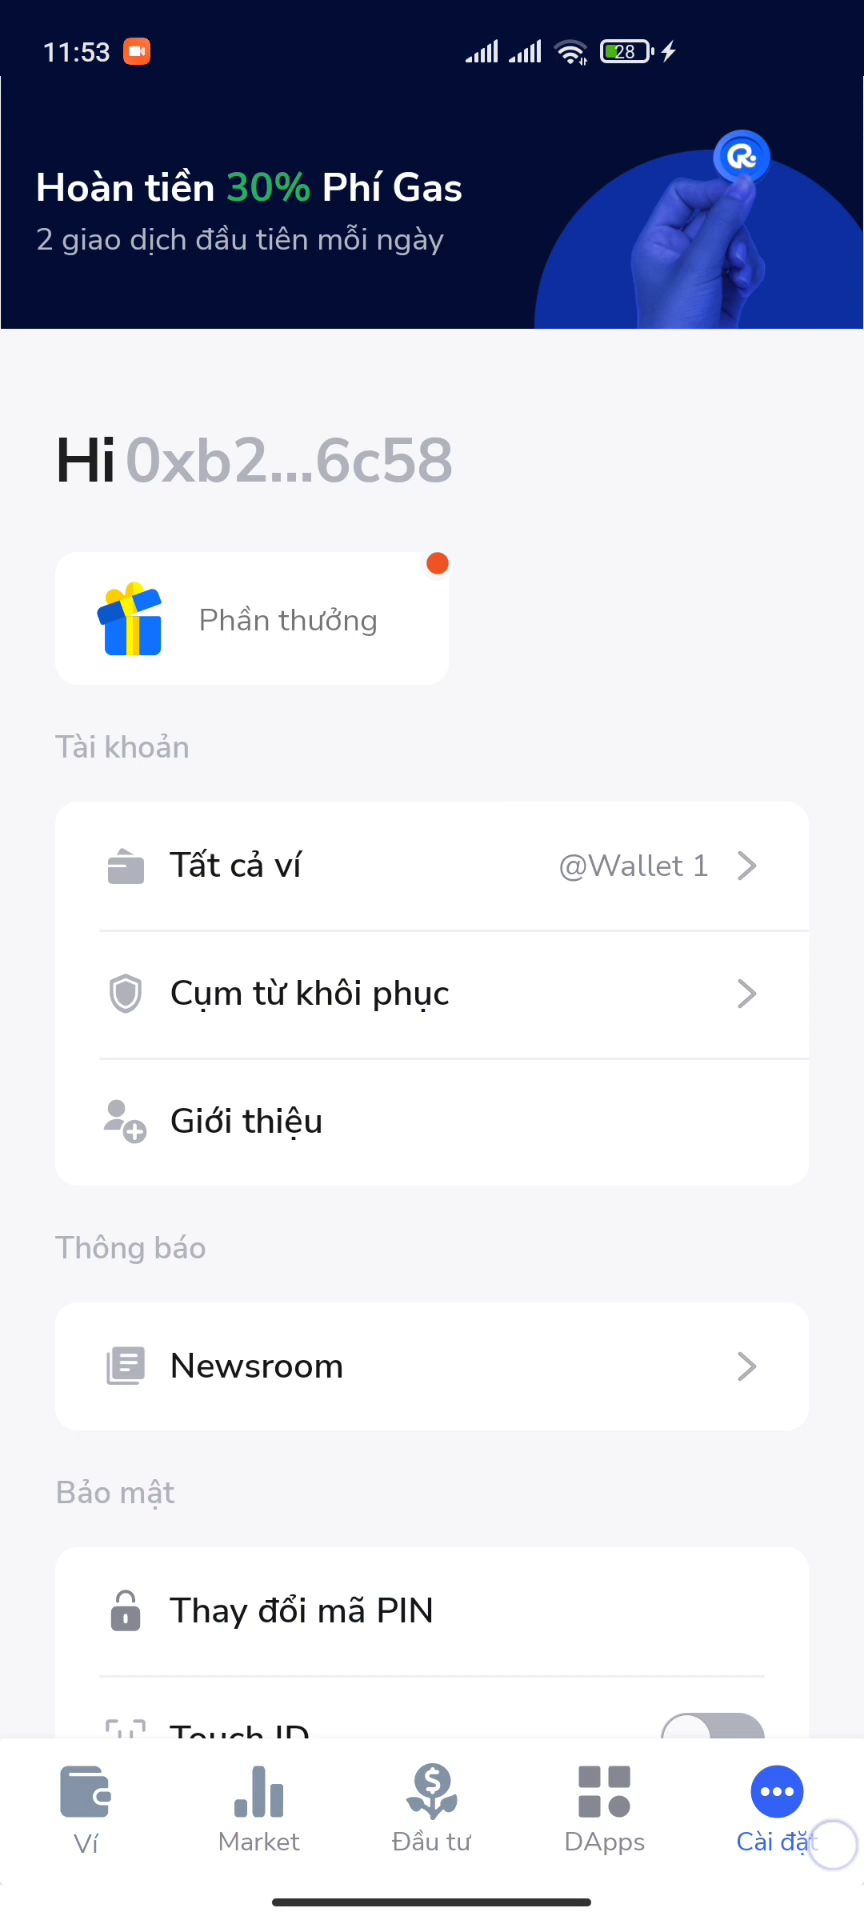 11:53
28
Hoàn tiền 30% Phí Gas
2 giao dịch đầu tiên mỗi ngày
Hi 0xb2...6c58
Phần thưởng
Tài khoản
Tất cả ví @Wallet 1
Cụm từ khôi phục
Giới thiệu
Thông báo
Newsroom
Bảo mật
Thay đổi mã PIN
Touch ID
Ví Market Đầu tư DApps Cài đặt